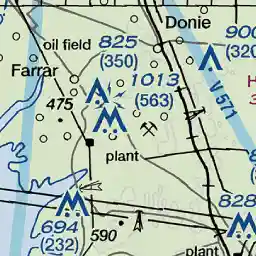 Donie
825
oil field
(350)
900
(320
Farrar
1013
(563)
475
V 571
plant
828
694
(232)
590
plant